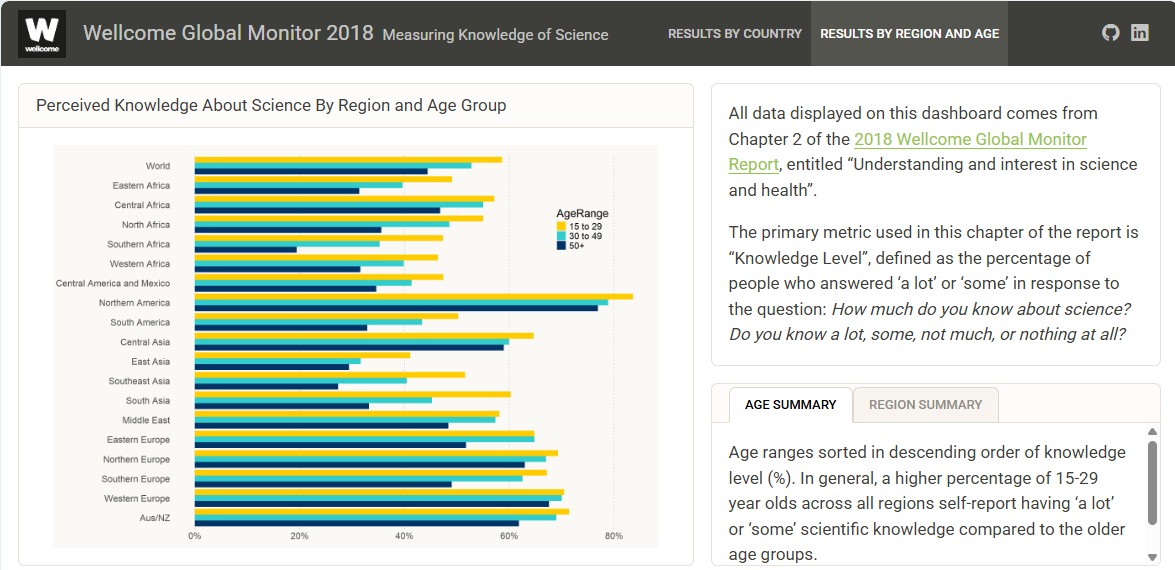 W
wellcome
Wellcome Global Monitor 2018 Measuring Knowledge of Science
RESULTS BY COUNTRY
RESULTS BY REGION AND AGE
in
Perceived Knowledge About Science By Region and Age Group
World
Eastern Africa
Central Africa
North Africa
Southern Africa
Western Africa
Central America and Mexico
Northern America
South America
Central Asia
East Asia
Southeast Asia
South Asia
Middle East
Eastern Europe
Northern Europe
Southern Europe
Western Europe
Aus/NZ
0% 20% 40% 60% 80%
AgeRange
15 to 29
30 to 49
50+
All data displayed on this dashboard comes from
Chapter 2 of the 2018 Wellcome Global Monitor
Report, entitled “Understanding and interest in science
and health”.
The primary metric used in this chapter of the report is
“Knowledge Level”, defined as the percentage of
people who answered ‘a lot’ or ‘some’ in response to
the question: How much do you know about science?
Do you know a lot, some, not much, or nothing at all?
AGE SUMMARY
REGION SUMMARY
Age ranges sorted in descending order of knowledge
level (%). In general, a higher percentage of 15-29
year olds across all regions self-report having ‘a lot’
or ‘some’ scientific knowledge compared to the older
age groups.